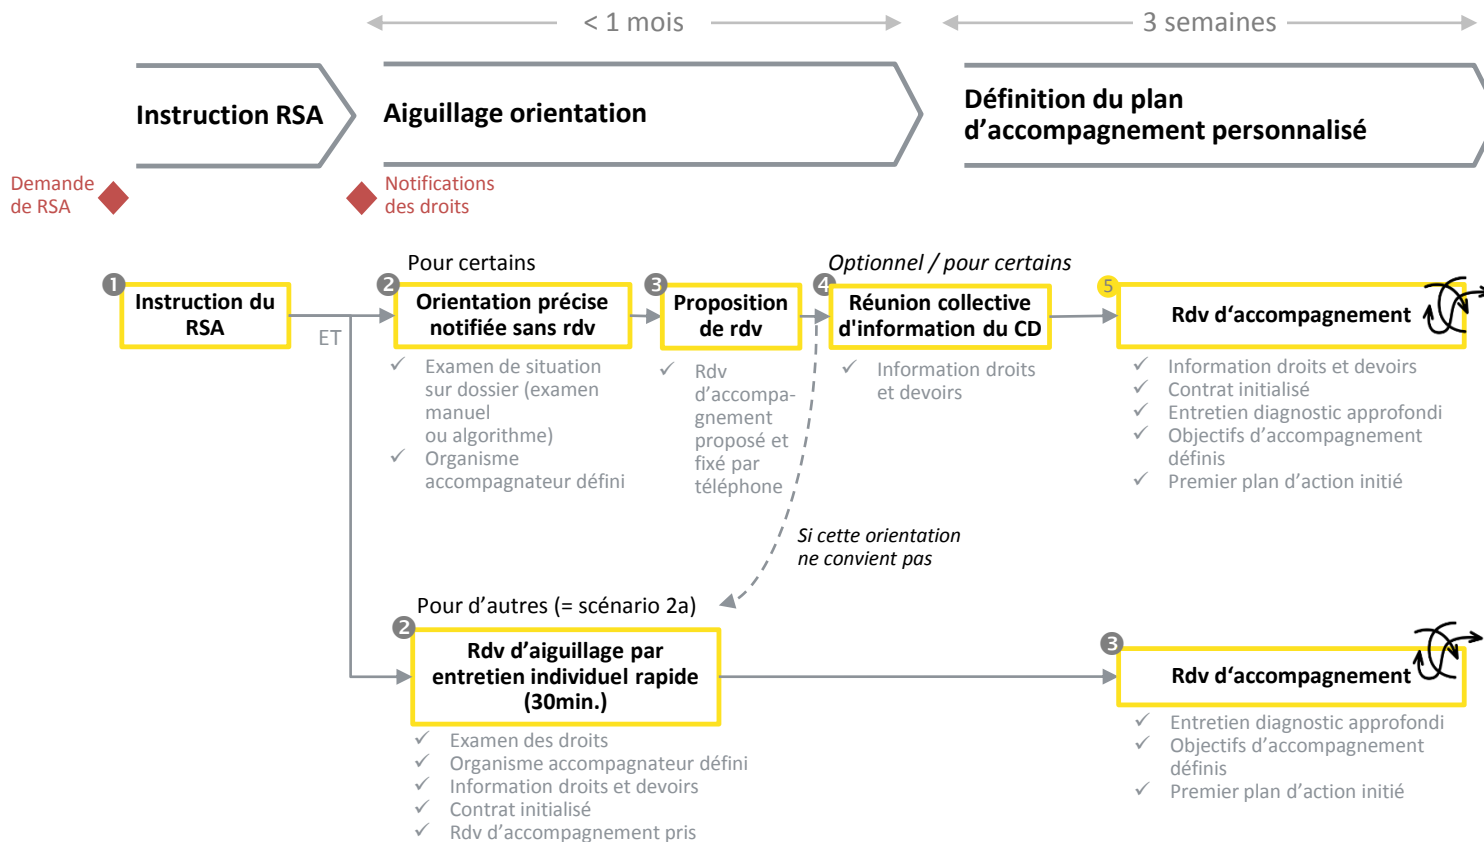 < 1 mois
3 semaines
Instruction RSA
Aiguillage orientation
Définition du plan
d'accompagnement personnalisé
Demande
de RSA
Notifications
des droits
Pour certains
Optionnel / pour certains
1
Instruction du
RSA
ET
2
Orientation précise
notifiée sans rdv
✓ Examen de situation
sur dossier (examen
manuel
ou algorithme)
✓ Organisme
accompagnateur défini
3
Proposition
de rdv
✓ Rdv
d'accompa-
gnement
proposé et
fixé par
téléphone
4
Réunion collective
d'information du CD
✓ Information droits
et devoirs
5
Rdv d'accompagnement
✓ Information droits et devoirs
✓ Contrat initialisé
✓ Entretien diagnostic approfondi
✓ Objectifs d'accompagnement
définis
✓ Premier plan d'action initié
Si cette orientation
ne convient pas
Pour d'autres (= scénario 2a)
2
Rdv d'aiguillage par
entretien individuel rapide
(30min.)
✓ Examen des droits
✓ Organisme accompagnateur défini
✓ Information droits et devoirs
✓ Contrat initialisé
✓ Rdv d'accompagnement pris
3
Rdv d'accompagnement
✓ Entretien diagnostic approfondi
✓ Objectifs d'accompagnement
définis
✓ Premier plan d'action initié